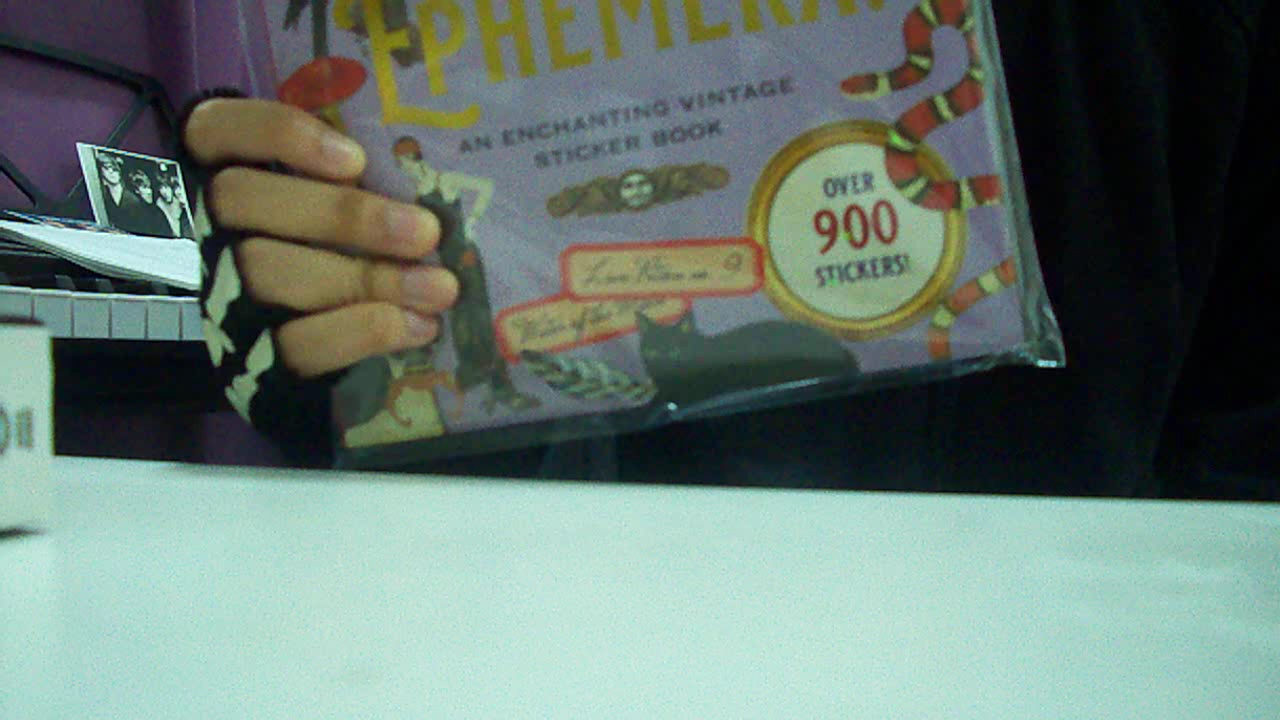 EPHEMERA
AN ENCHANTING VINTAGE
STICKER BOOK
OVER
900
STICKERS!